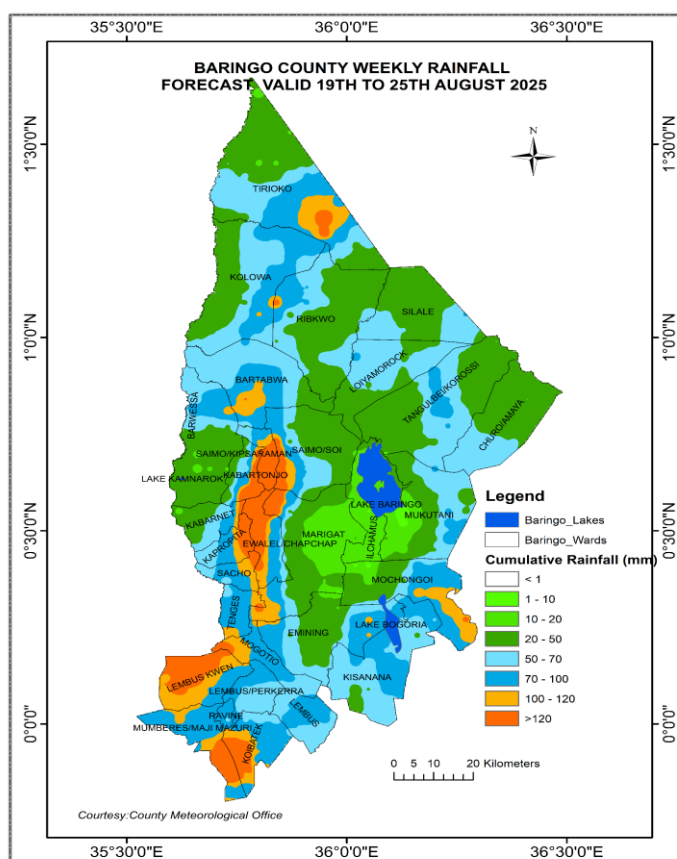 35°30'0"E 36°0'0"E 36°30'0"E
BARINGO COUNTY WEEKLY RAINFALL
FORECAST, VALID 19TH TO 25TH AUGUST 2025
N
1°30'0"N 1°30'0"N
TIRIOKO
KOLOWA
RIBKWO
SILALE
1°0'0"N 1°0'0"N
LOIYAMOROCK
BARTABWA
TANGULBEI/KOROSSI
BARWESSA
CHURO/AMAYA
SAIMO/KIPSARAMAN
SAIMO/SOI
LAKE KAMNAROK
KABARTONJO
LAKE BARINGO
KABARNET
MUKUTANI
0°30'0"N 0°30'0"N
KAPROPITA
EWALEL CHAPCHAP
MARIGAT
ILCHAMUS
SACHO
MOCHONGOI
TENGES
EMINING
LAKE BOGORIA
MOGOTIO
LEMBUS KWEN
KISANANA
LEMBUS/PERKERRA
RAVINE
LEMBUS
0°0'0" 0°0'0"
MUMBERES/MAJI MAZURI
KOIBATEK
Legend
Baringo_Lakes
Baringo_Wards
Cumulative Rainfall (mm)
< 1
1 - 10
10 - 20
20 - 50
50 - 70
70 - 100
100 - 120
>120
0 5 10 20 Kilometers
Courtesy:County Meteorological Office
35°30'0"E 36°0'0"E 36°30'0"E